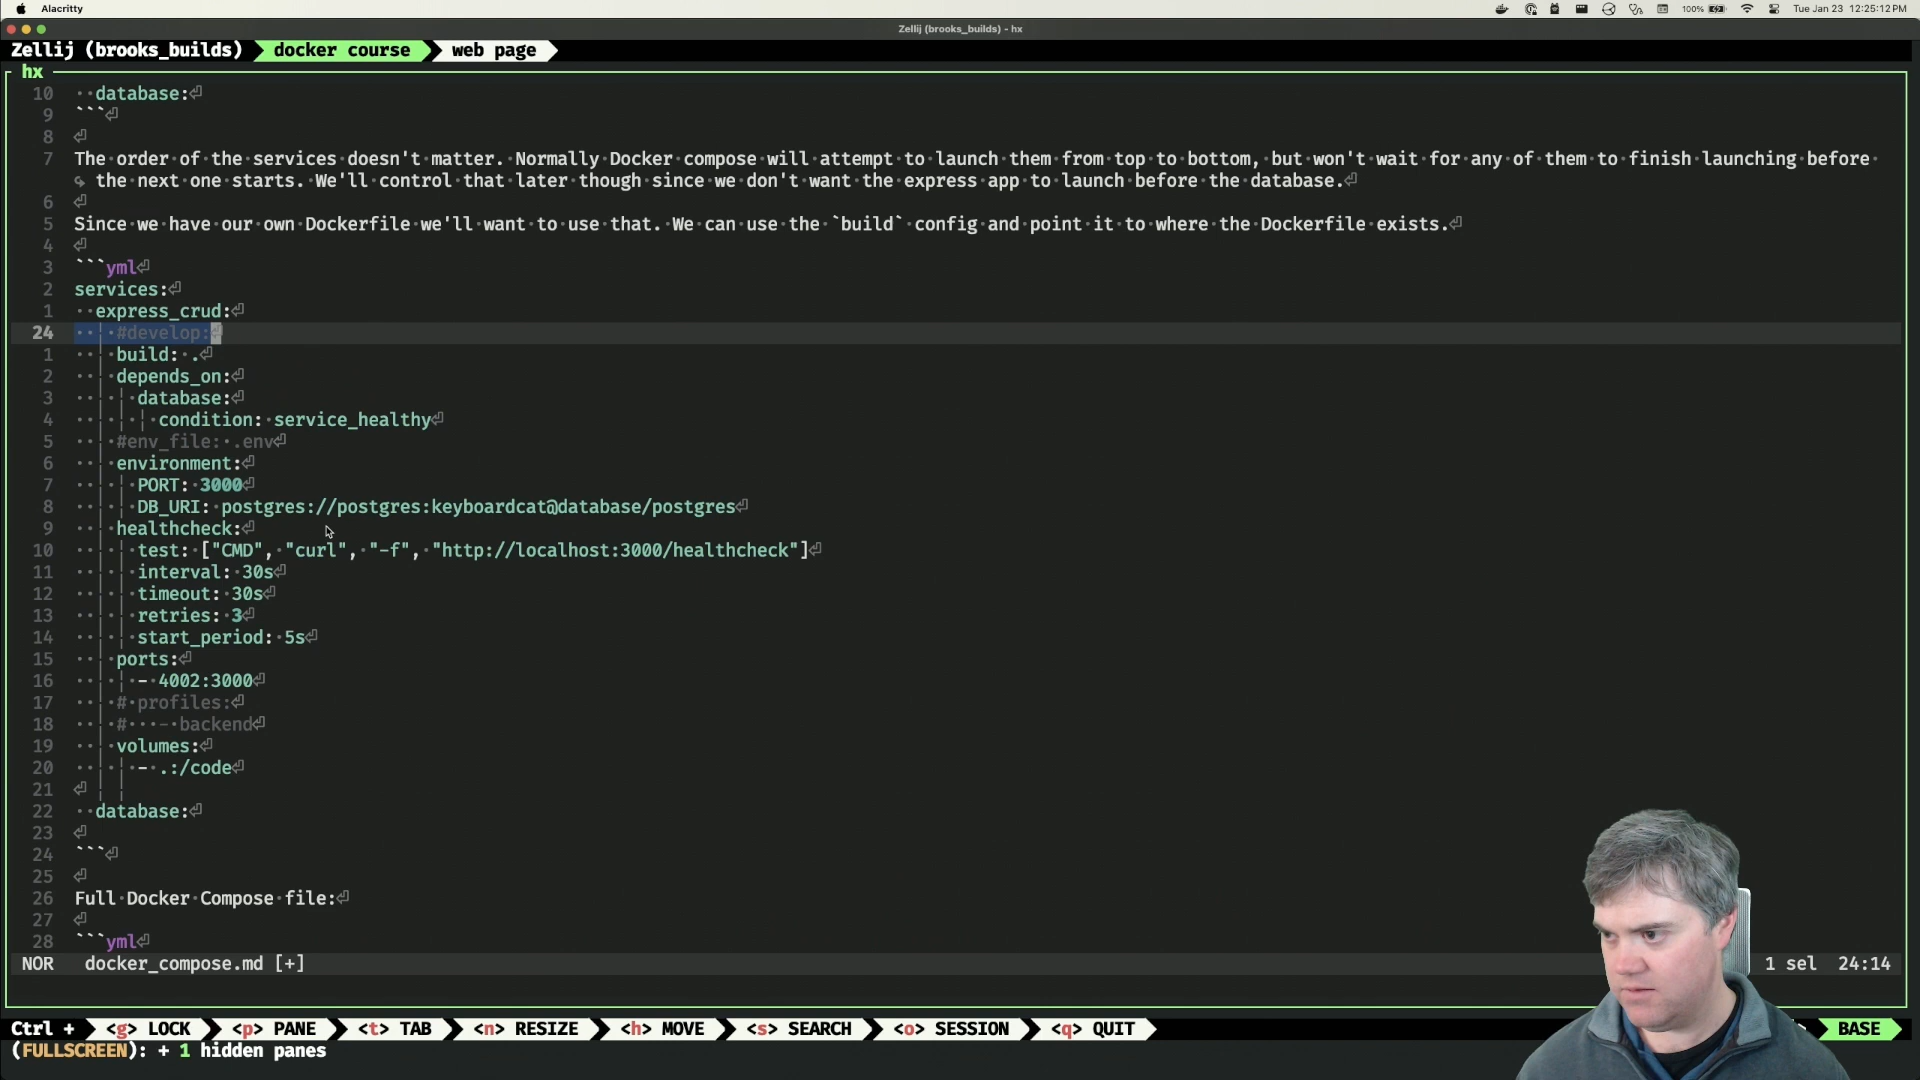 Alacritty
100%
Tue Jan 23 12:25:12 PM
Zellij (brooks_builds) - hx
Zellij (brooks_builds) docker course web page
hx
10 database:
9 ```
8
7 The order of the services doesn't matter. Normally Docker compose will attempt to launch them from top to bottom, but won't wait for any of them to finish launching before
the next one starts. We'll control that later though since we don't want the express app to launch before the database.
6
5 Since we have our own Dockerfile we'll want to use that. We can use the `build` config and point it to where the Dockerfile exists.
4
3 ```yml
2 services:
1 express_crud:
24 #develop:
1 build: .
2 depends_on:
3 database:
4 condition: service_healthy
5 #env_file: .env
6 environment:
7 PORT: 3000
8 DB_URI: postgres://postgres:keyboardcat@database/postgres
9 healthcheck:
10 test: ["CMD", "curl", "-f", "http://localhost:3000/healthcheck"]
11 interval: 30s
12 timeout: 30s
13 retries: 3
14 start_period: 5s
15 ports:
16 - 4002:3000
17 # profiles:
18 #   - backend
19 volumes:
20 - .:/code
21
22 database:
23
24 ```
25
26 Full Docker Compose file:
27
28 ```yml
NOR docker_compose.md [+] 1 sel 24:14
Ctrl + <g> LOCK <p> PANE <t> TAB <n> RESIZE <h> MOVE <s> SEARCH <o> SESSION <q> QUIT BASE
(FULLSCREEN): + 1 hidden panes